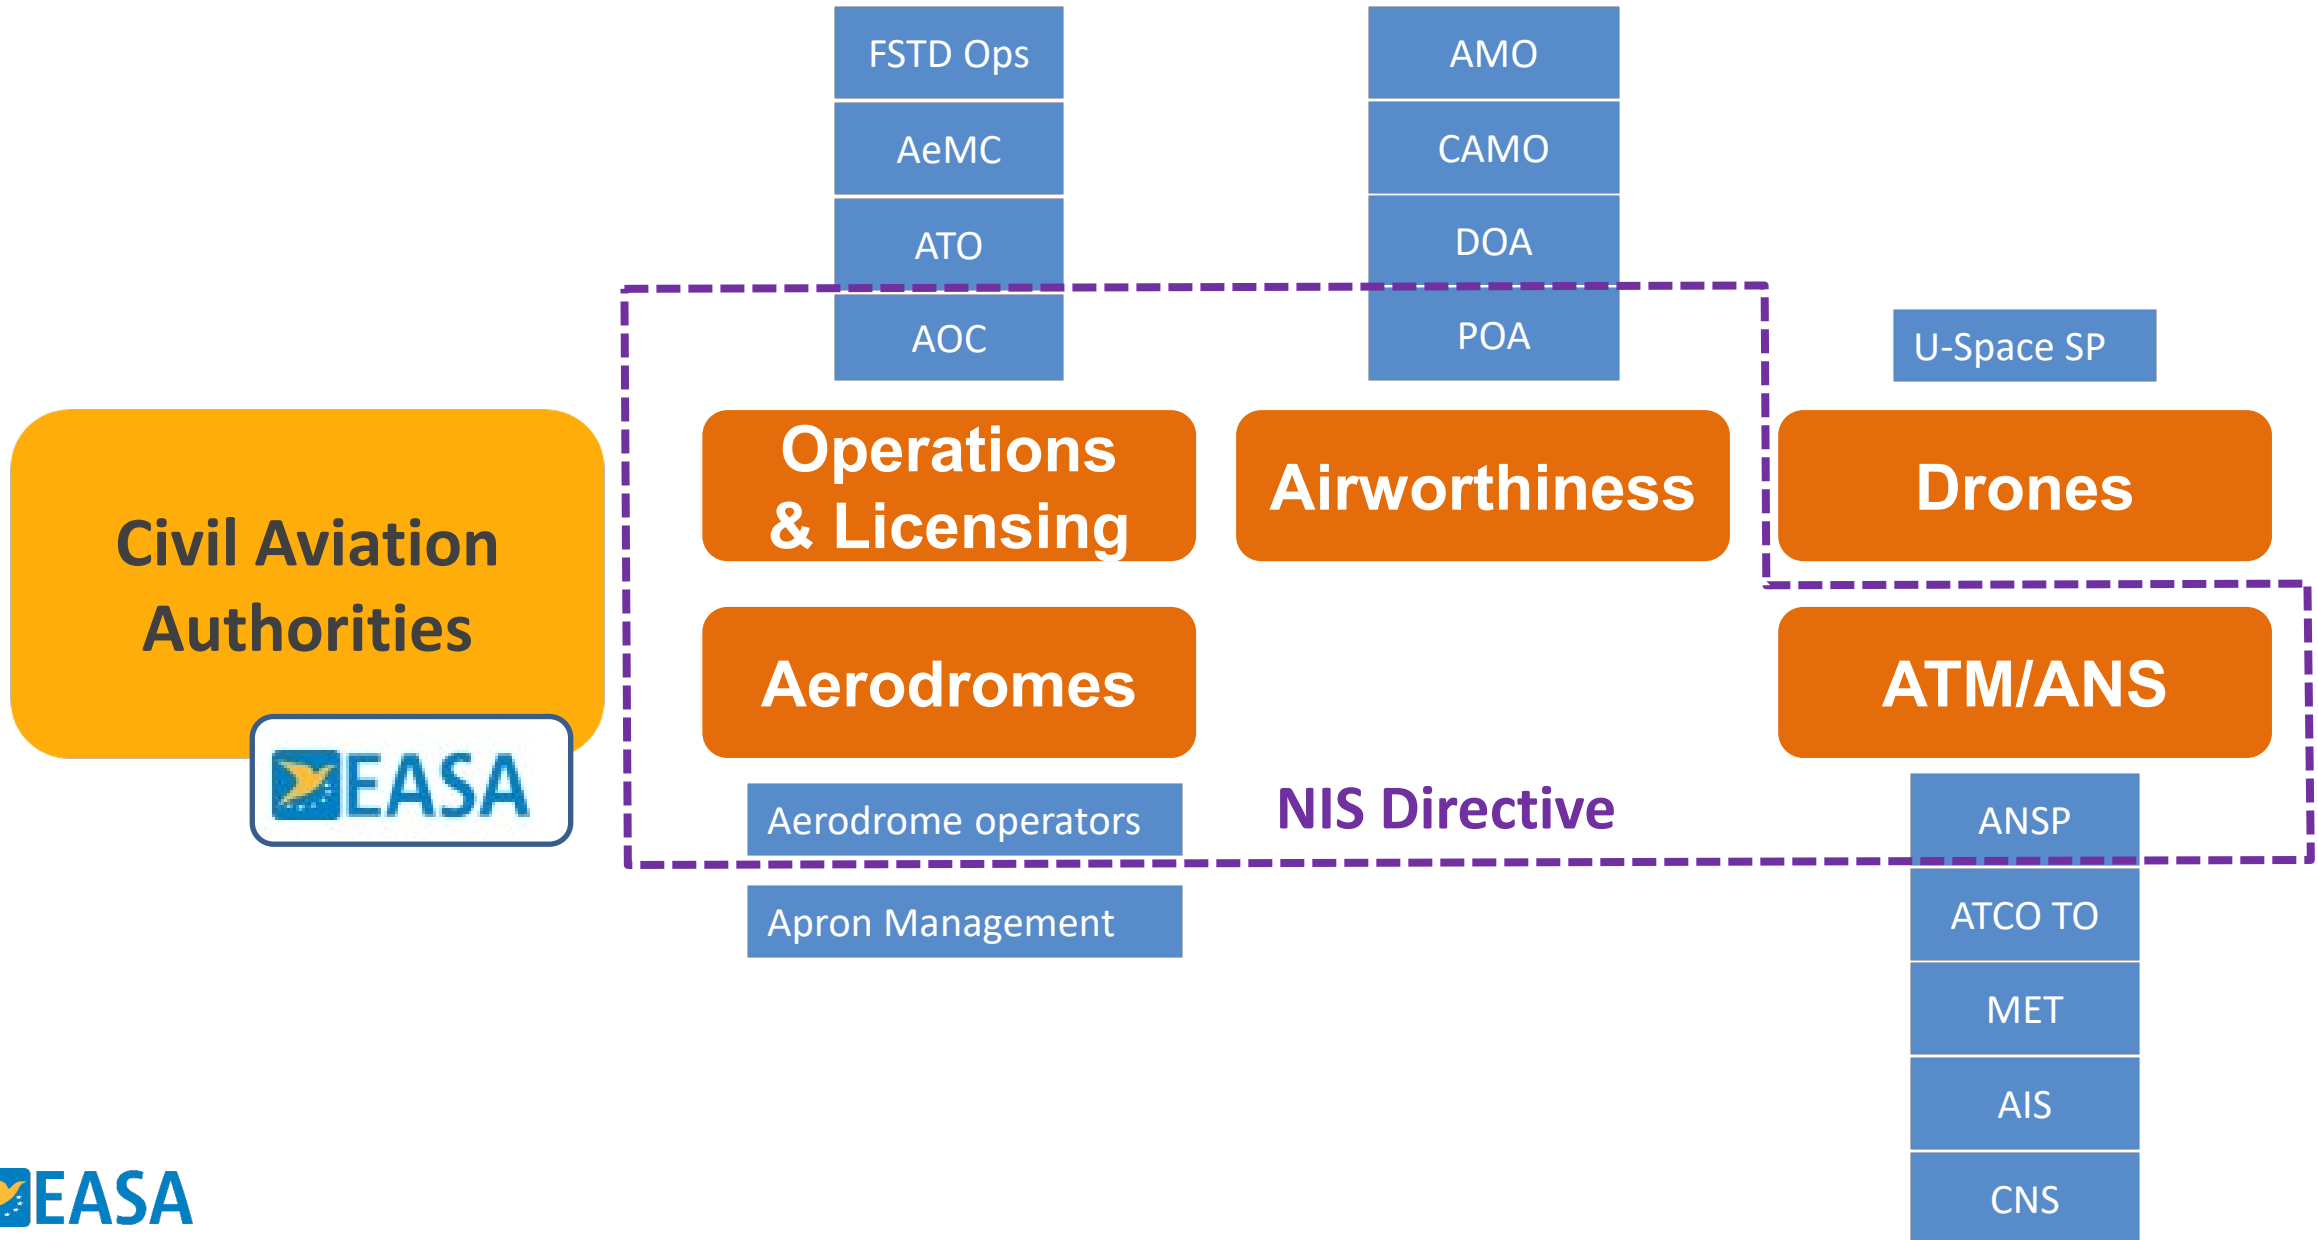 FSTD Ops
AeMC
ATO
AOC
AMO
CAMO
DOA
POA
U-Space SP
Civil Aviation
Authorities
EASA
Operations
& Licensing
Airworthiness
Drones
Aerodromes
ATM/ANS
Aerodrome operators
Apron Management
NIS Directive
ANSP
ATCO TO
MET
AIS
CNS
EASA